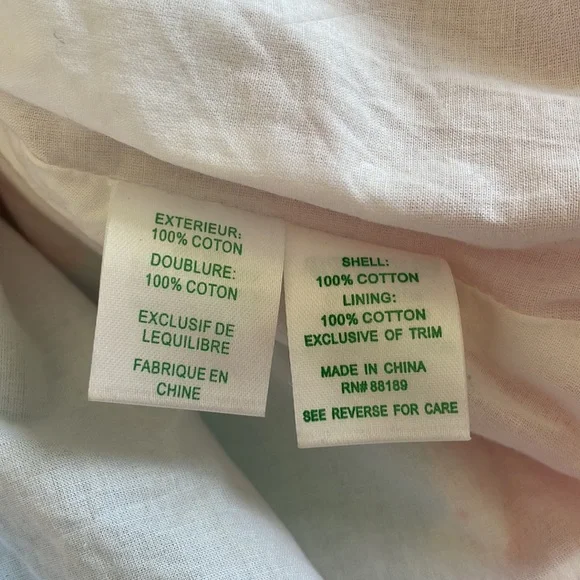 EXTERIEUR:
100% COTON
DOUBLURE:
100% COTON
EXCLUSIF DE
LEQUILIBRE
FABRIQUE EN
CHINE
SHELL:
100% COTTON
LINING:
100% COTTON
EXCLUSIVE OF TRIM
MADE IN CHINA
RN# 88189
SEE REVERSE FOR CARE